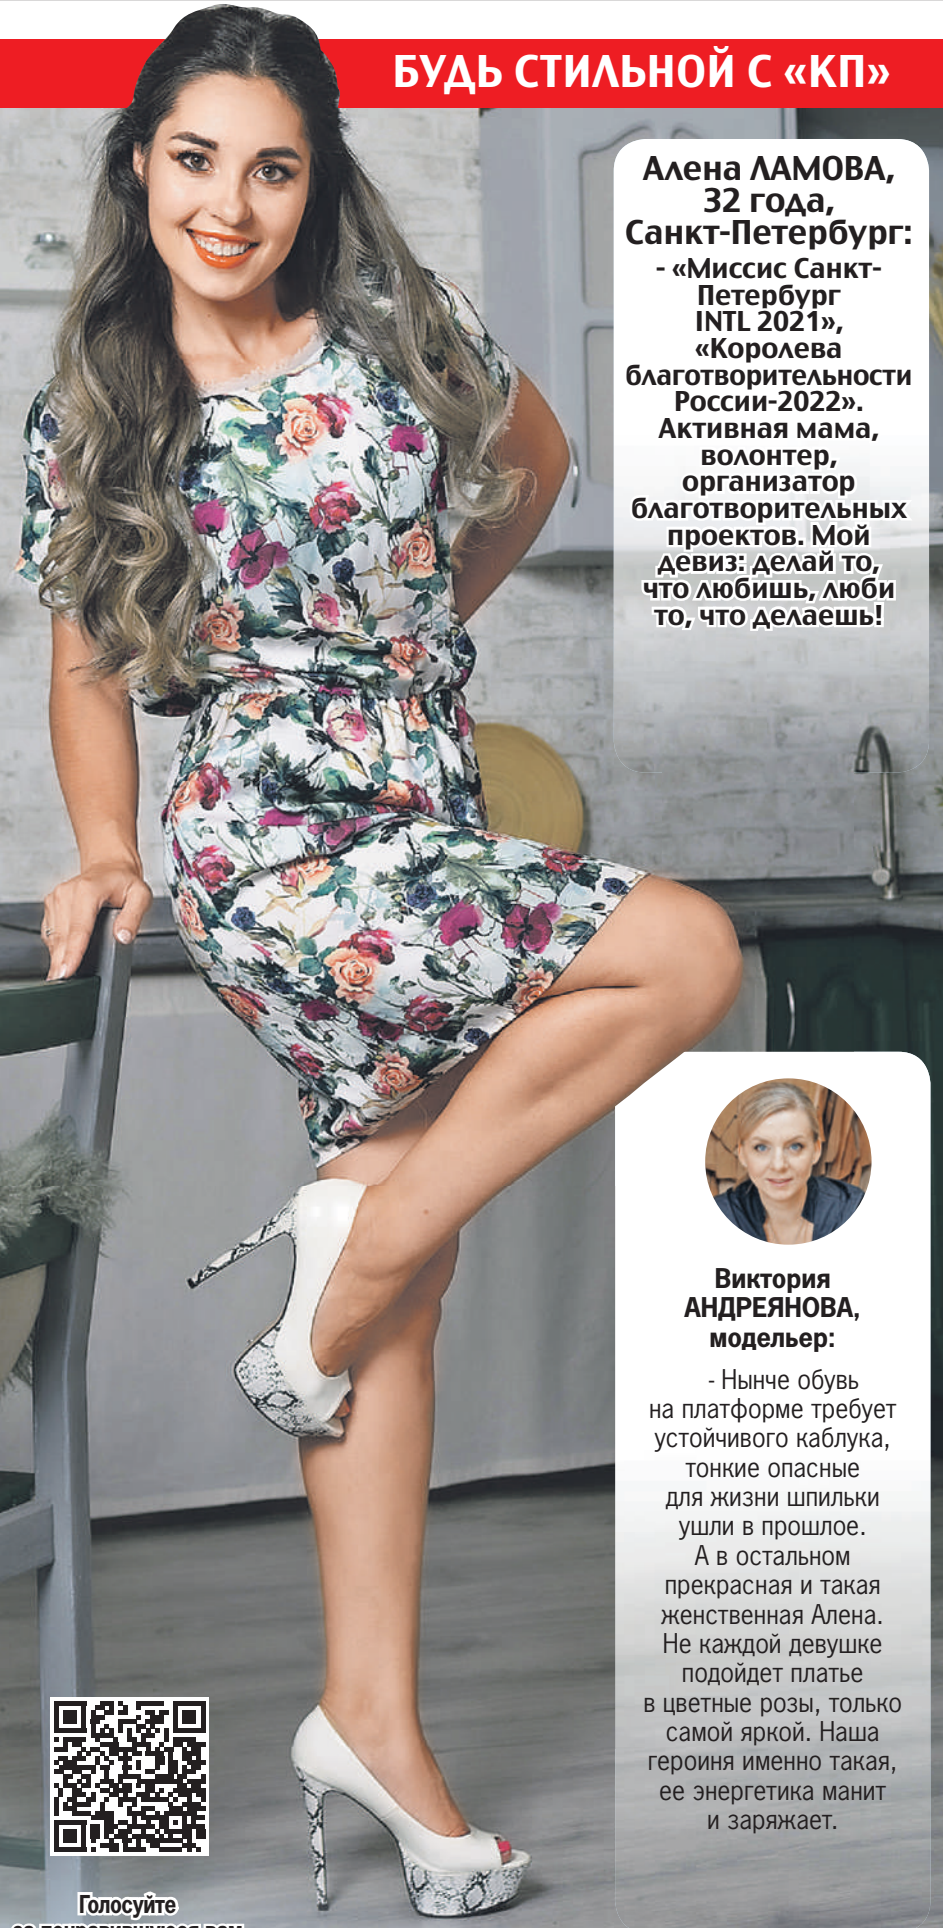 БУДЬ СТИЛЬНОЙ С «КП»
Алена ЛАМОВА,
32 года,
Санкт-Петербург:
- «Миссис Санкт-
Петербург
INTL 2021»,
«Королева
благотворительности
России-2022».
Активная мама,
волонтер,
организатор
благотворительных
проектов. Мой
девиз: делай то,
что любишь, люби
то, что делаешь!
Виктория
АНДРЕЯНОВА,
модельер:
- Нынче обувь
на платформе требует
устойчивого каблука,
тонкие опасные
для жизни шпильки
ушли в прошлое.
А в остальном
прекрасная и такая
женственная Алена.
Не каждой девушке
подойдет платье
в цветные розы, только
самой яркой. Наша
героиня именно такая,
ее энергетика манит
и заряжает.
Голосуйте